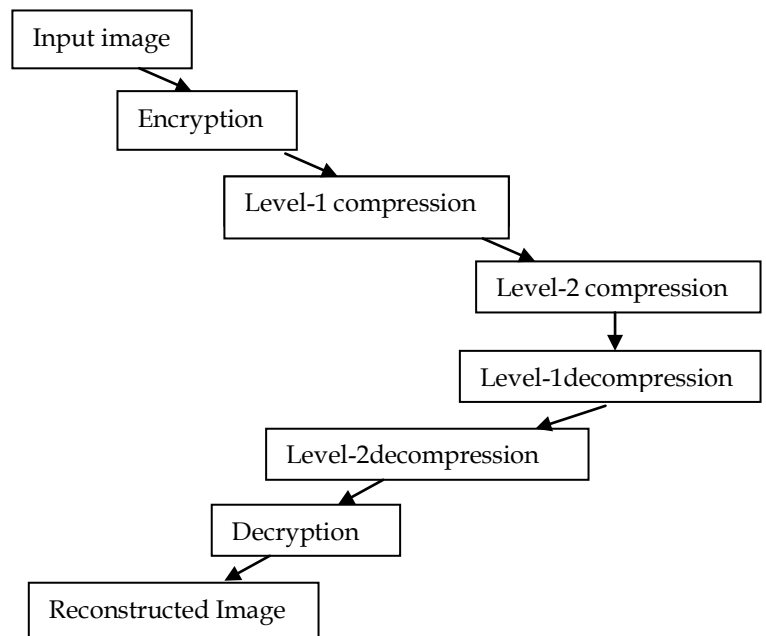 Input image
Encryption
Level-1 compression
Level-2 compression
Level-1decompression
Level-2decompression
Decryption
Reconstructed Image